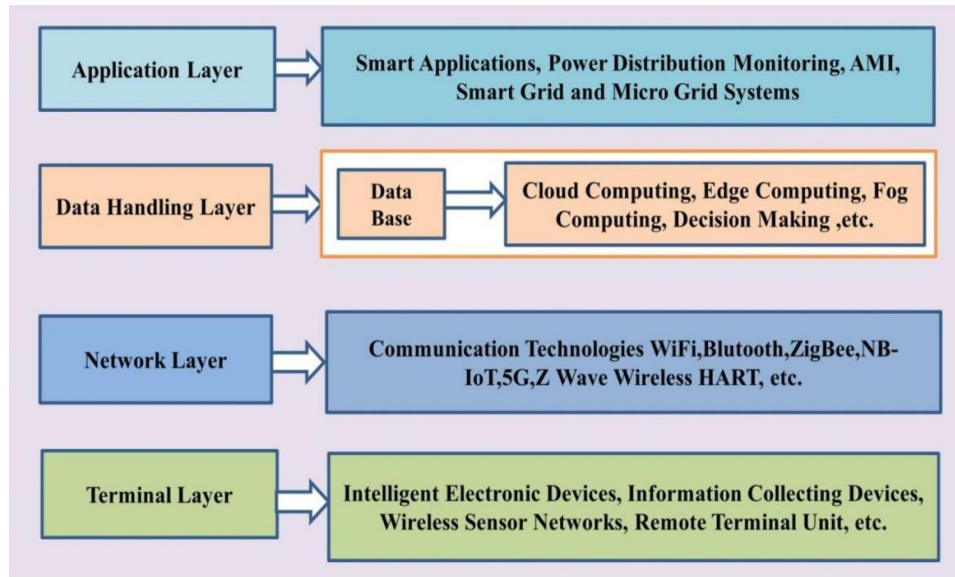 Application Layer
Smart Applications, Power Distribution Monitoring, AMI,
Smart Grid and Micro Grid Systems
Data Handling Layer
Data
Base
Cloud Computing, Edge Computing, Fog
Computing, Decision Making ,etc.
Network Layer
Communication Technologies WiFi,Blutooth,ZigBee,NB-
IoT,5G,Z Wave Wireless HART, etc.
Terminal Layer
Intelligent Electronic Devices, Information Collecting Devices,
Wireless Sensor Networks, Remote Terminal Unit, etc.